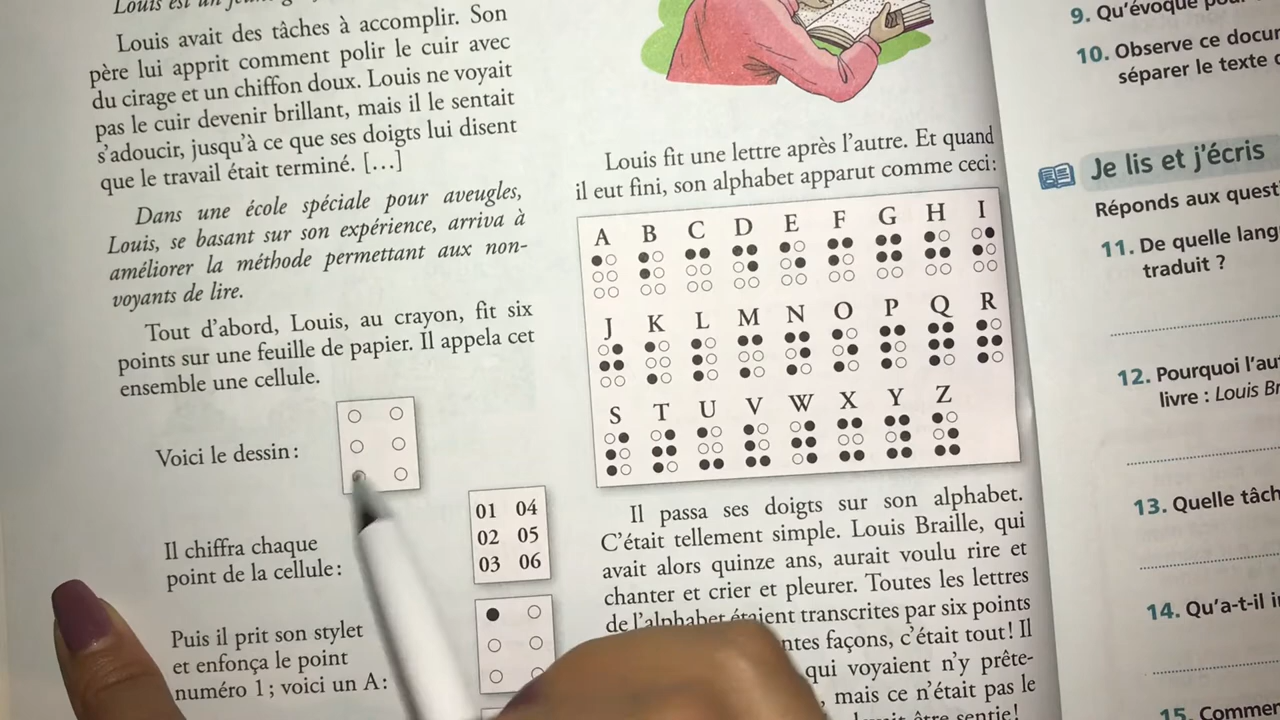 Louis est un
Louis avait des tâches à accomplir. Son
père lui apprit comment polir le cuir avec
du cirage et un chiffon doux. Louis ne voyait
pas le cuir devenir brillant, mais il le sentait
s'adoucir, jusqu'à ce que ses doigts lui disent
que le travail était terminé. […]
Dans une école spéciale pour aveugles,
Louis, se basant sur son expérience, arriva à
améliorer la méthode permettant aux non-
voyants de lire.
Tout d'abord, Louis, au crayon, fit six
points sur une feuille de papier. Il appela cet
ensemble une cellule.
Voici le dessin :
Il chiffra chaque
point de la cellule :
01 04
02 05
03 06
Puis il prit son stylet
et enfonça le point
numéro 1 ; voici un A :
Louis fit une lettre après l'autre. Et quand
il eut fini, son alphabet apparut comme ceci :
A B C D E F G H I
J K L M N O P Q R
S T U V W X Y Z
Il passa ses doigts sur son alphabet.
C'était tellement simple. Louis Braille, qui
avait alors quinze ans, aurait voulu rire et
chanter et crier et pleurer. Toutes les lettres
de l'alphabet étaient transcrites par six points
façons, c'était tout ! Il
qui voyaient n'y prête-
, mais ce n'était pas le
être sentie !
9. Qu'évoque
10. Observe ce
séparer le texte
Je lis et j'écris
Réponds aux
11. De quelle
traduit ?
12. Pourquoi
livre : Louis
13. Quelle
14. Qu'a-t-il
15.